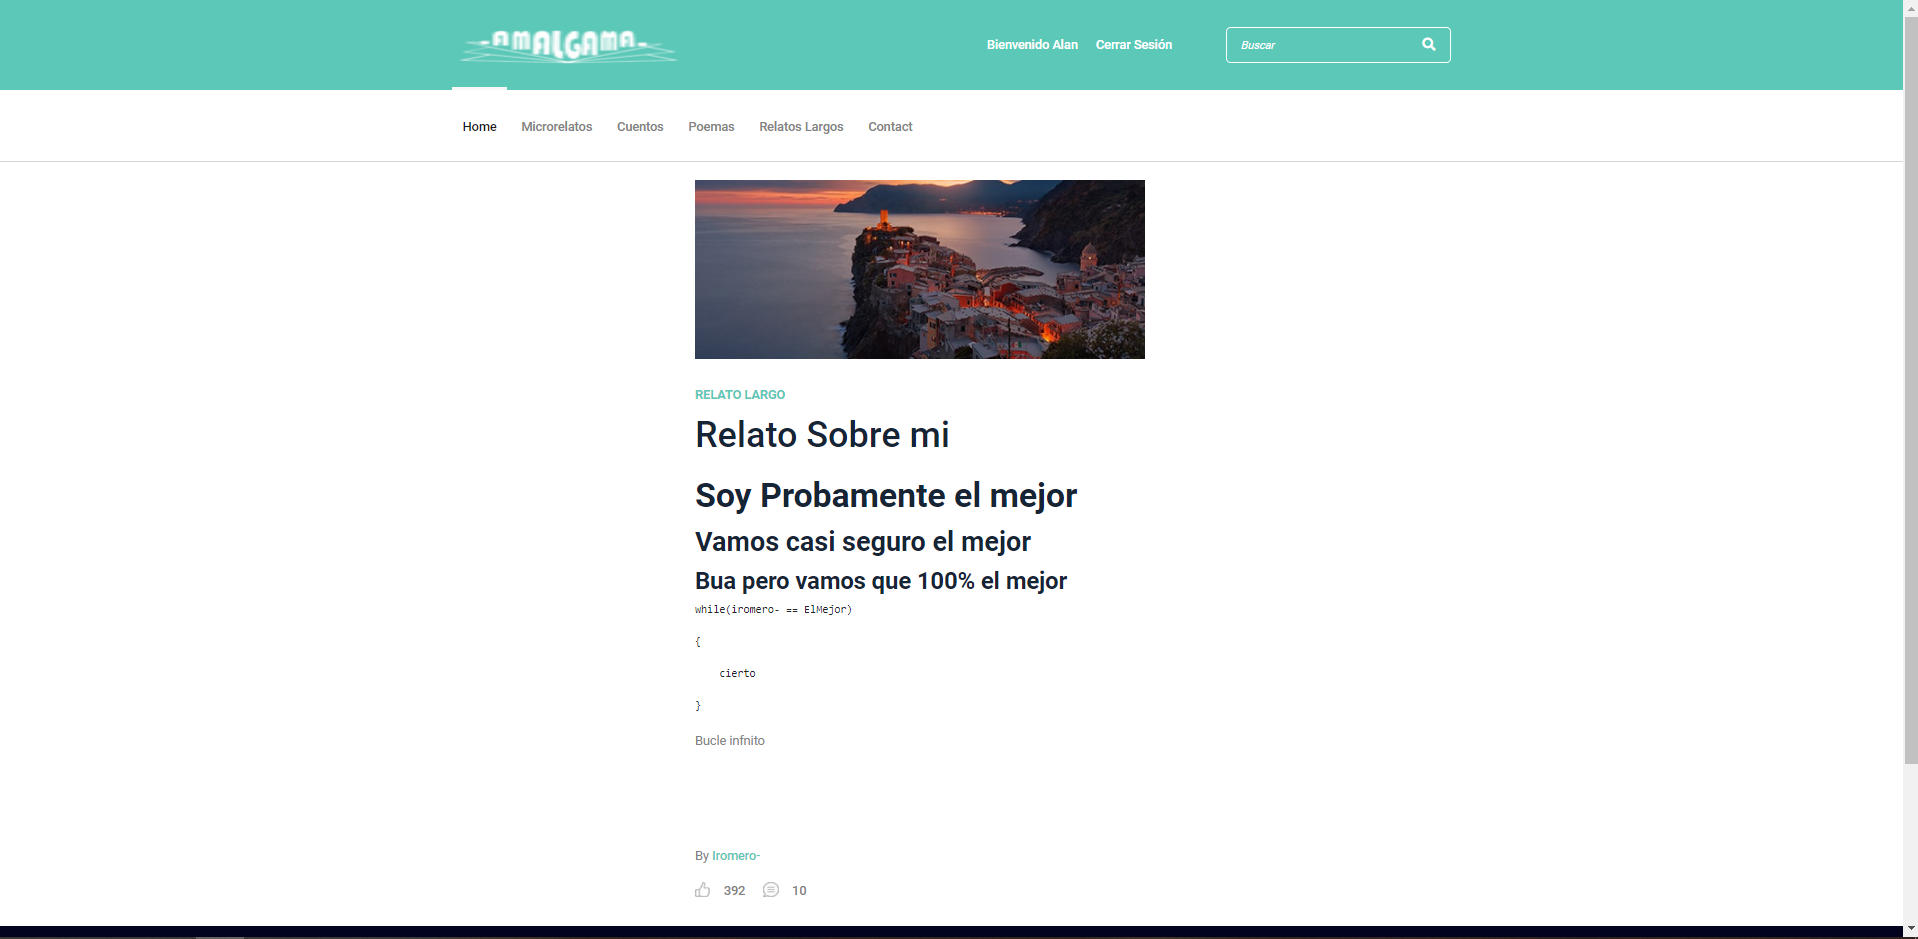 AMALGAMA
Bienvenido Alan Cerrar Sesión Buscar
Home Microrelatos Cuentos Poemas Relatos Largos Contact
RELATO LARGO
Relato Sobre mi
Soy Probamente el mejor
Vamos casi seguro el mejor
Bua pero vamos que 100% el mejor
while(iromero- == ElMejor)
{
cierto
}
Bucle infnito
By Iromero-
392 10